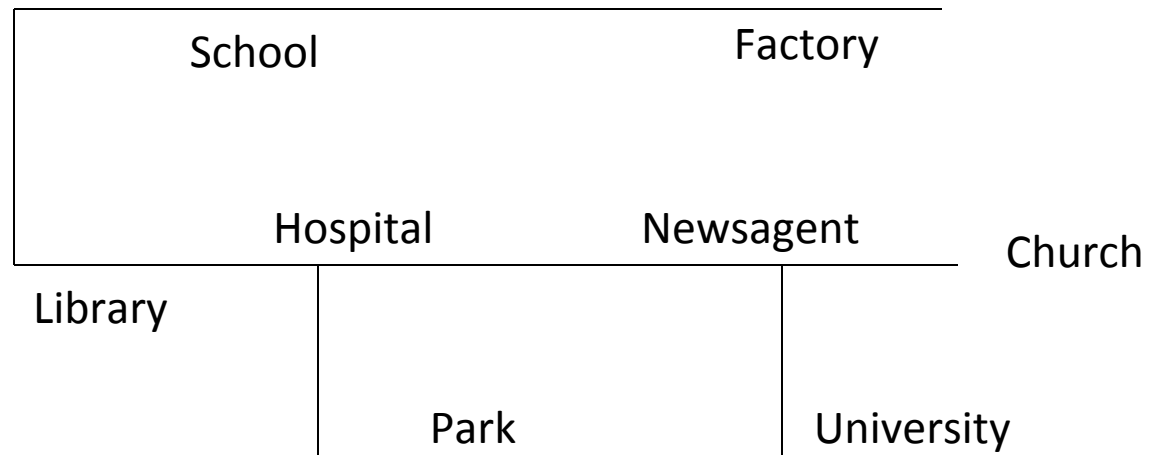 School
Factory
Hospital
Newsagent
Church
Library
Park
University